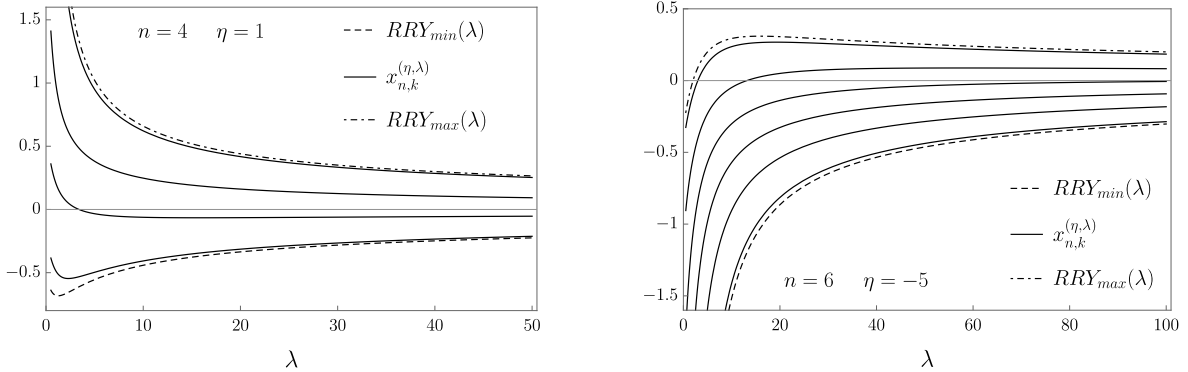 n = 4 η = 1
RRY_min(λ)
x_{n,k}^{(η,λ)}
RRY_max(λ)
1.5
1
0.5
0
−0.5
0 10 20 30 40 50
λ
0.5
0
−0.5
−1
−1.5
RRY_min(λ)
x_{n,k}^{(η,λ)}
RRY_max(λ)
n = 6 η = −5
0 20 40 60 80 100
λ